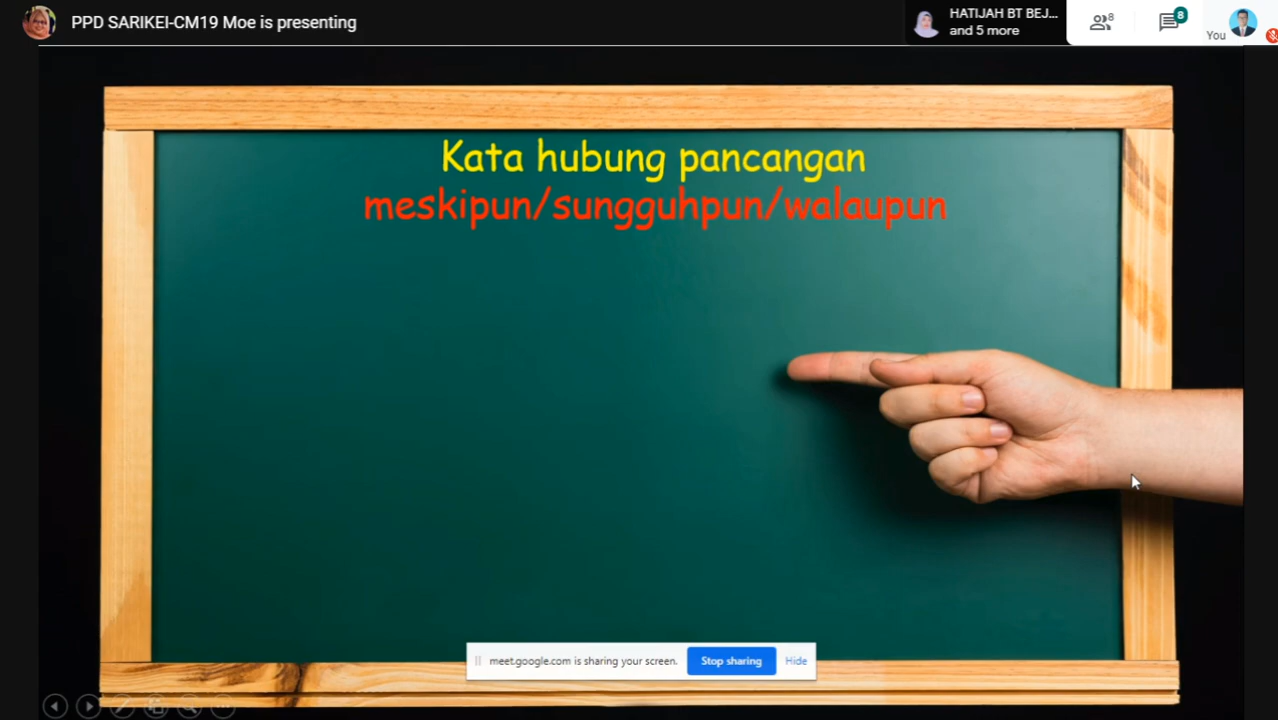 PPD SARIKEI-CM19 Moe is presenting
HATIJAH BT BEJ...
and 5 more
8
8
You
Kata hubung pancangan
meskipun/sungguhpun/walaupun
meet.google.com is sharing your screen.
Stop sharing
Hide